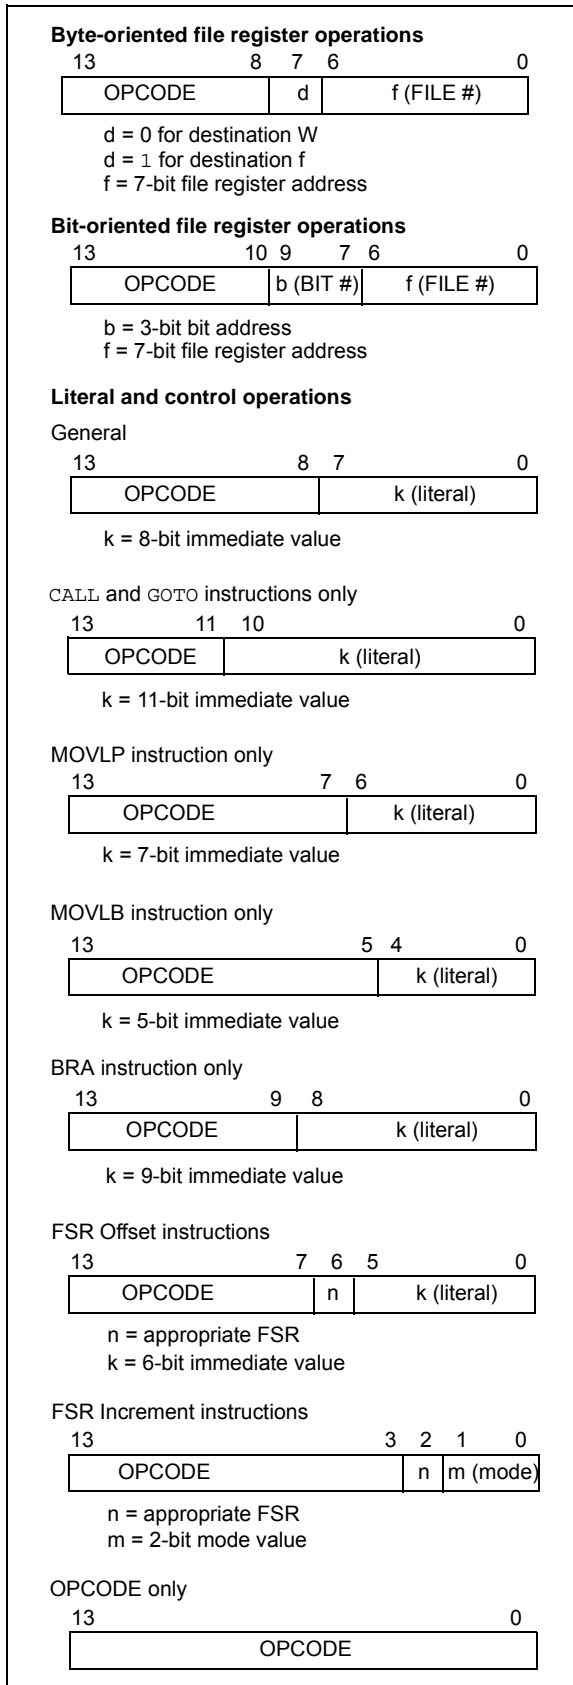 Byte-oriented file register operations
13 8 7 6 0
OPCODE d f (FILE #)
d = 0 for destination W
d = 1 for destination f
f = 7-bit file register address
Bit-oriented file register operations
13 10 9 7 6 0
OPCODE b (BIT #) f (FILE #)
b = 3-bit bit address
f = 7-bit file register address
Literal and control operations
General
13 8 7 0
OPCODE k (literal)
k = 8-bit immediate value
CALL and GOTO instructions only
13 11 10 0
OPCODE k (literal)
k = 11-bit immediate value
MOVLP instruction only
13 7 6 0
OPCODE k (literal)
k = 7-bit immediate value
MOVLB instruction only
13 5 4 0
OPCODE k (literal)
k = 5-bit immediate value
BRA instruction only
13 9 8 0
OPCODE k (literal)
k = 9-bit immediate value
FSR Offset instructions
13 7 6 5 0
OPCODE n k (literal)
n = appropriate FSR
k = 6-bit immediate value
FSR Increment instructions
13 3 2 1 0
OPCODE n m (mode)
n = appropriate FSR
m = 2-bit mode value
OPCODE only
13 0
OPCODE